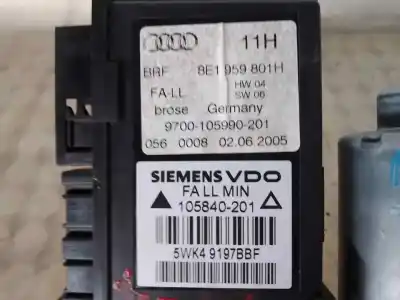 11H
BRF 8E1 959 801H
FA-LL HW 04
SW 06
brose Germany
9700-105990-201
056 0008 02.06.2005
SIEMENS VDO
FA LL MIN
105840-201
5WK4 9197BBF